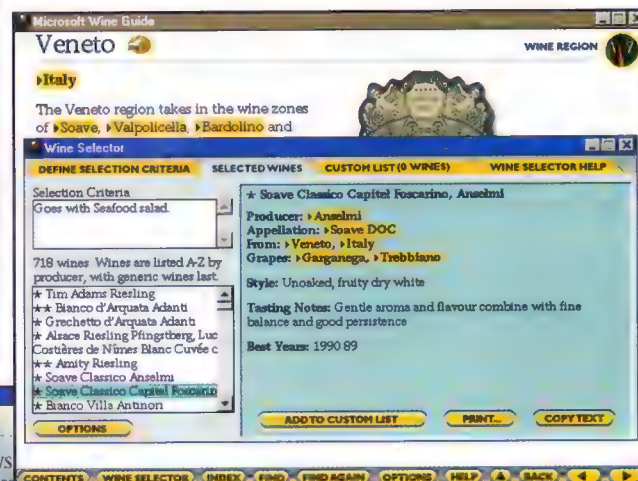 Microsoft Wine Guide
Veneto
WINE REGION
Italy
The Veneto region takes in the wine zones
of Soave, Valpolicella, Bardolino and
Wine Selector
DEFINE SELECTION CRITERIA SELECTED WINES CUSTOM LIST (0 WINES) WINE SELECTOR HELP
Selection Criteria
Goes with Seafood salad.
718 wines Wines are listed A-Z by
producer, with generic wines last.
★ Tim Adams Riesling
★★ Bianco d'Arquata Adanti
★ Grechetto d'Arquata Adanti
★ Alsace Riesling Pfingstberg, Luc
Costières de Nîmes Blanc Cuvée c
★★ Amity Riesling
★ Soave Classico Anselmi
★ Soave Classico Capitel Foscarin
★ Bianco Villa Antinori
OPTIONS
★ Soave Classico Capitel Foscarino, Anselmi
Producer: Anselmi
Appellation: Soave DOC
From: Veneto, Italy
Grapes: Garganega, Trebbiano
Style: Unoaked, fruity dry white
Tasting Notes: Gentle aroma and flavour combine with fine
balance and good persistence
Best Years: 1990 89
ADD TO CUSTOM LIST PRINT... COPY TEXT
CONTENTS WINE SELECTOR INDEX FIND FIND AGAIN OPTIONS HELP BACK